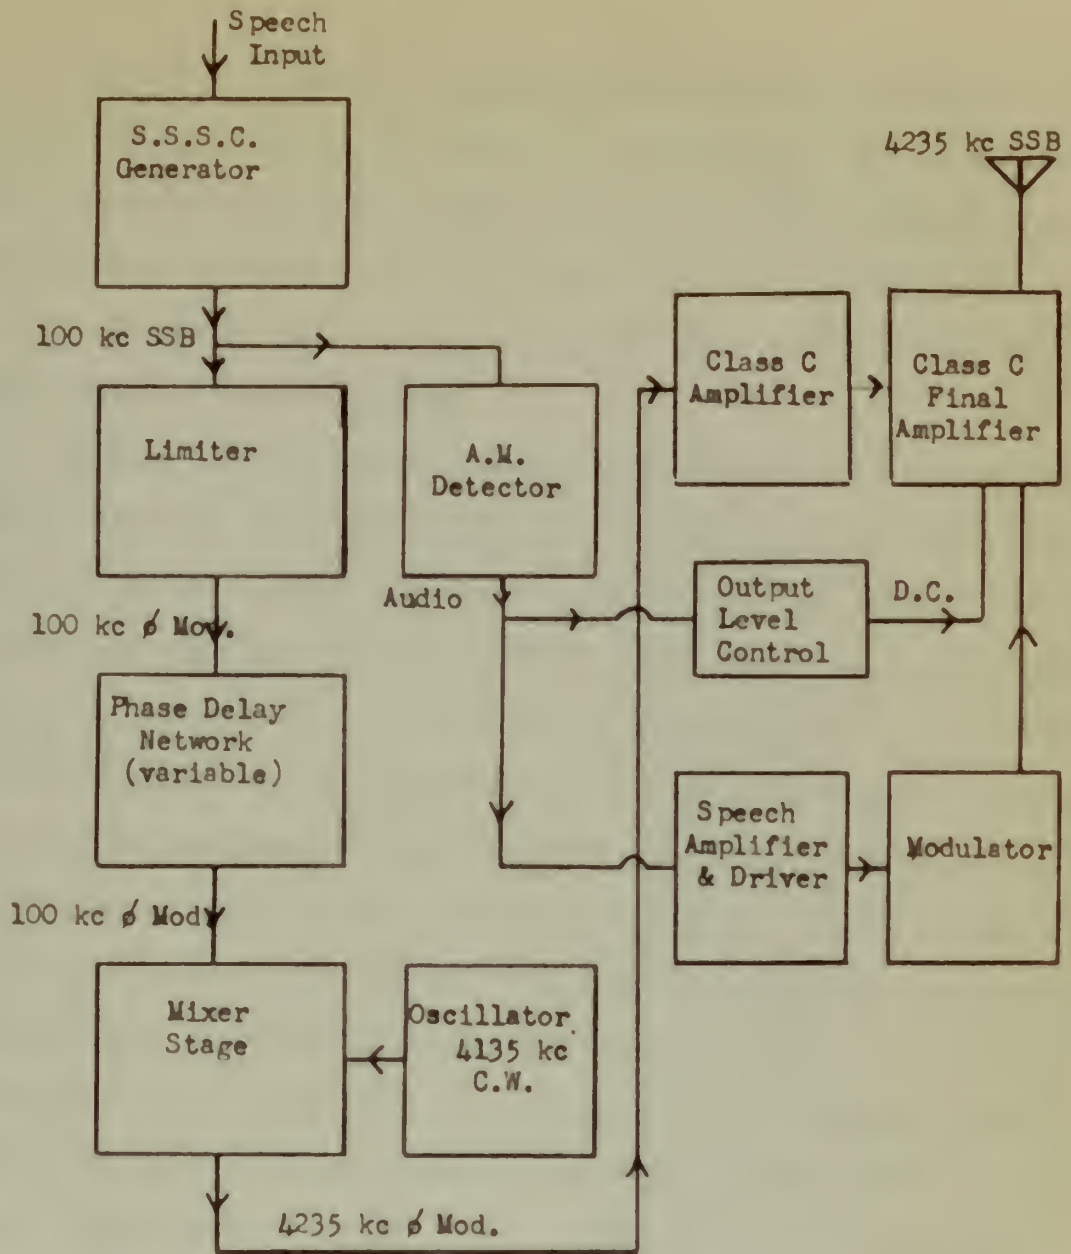 Speech
Input
S.S.S.C.
Generator
4235 kc SSB
100 kc SSB
Limiter
A.M.
Detector
Class C
Amplifier
Class C
Final
Amplifier
Audio
Output
Level
Control
D.C.
100 kc ø Mod.
Phase Delay
Network
(variable)
Speech
Amplifier
& Driver
Modulator
100 kc ø Mod.
Mixer
Stage
Oscillator
4135 kc
C.W.
4235 kc ø Mod.